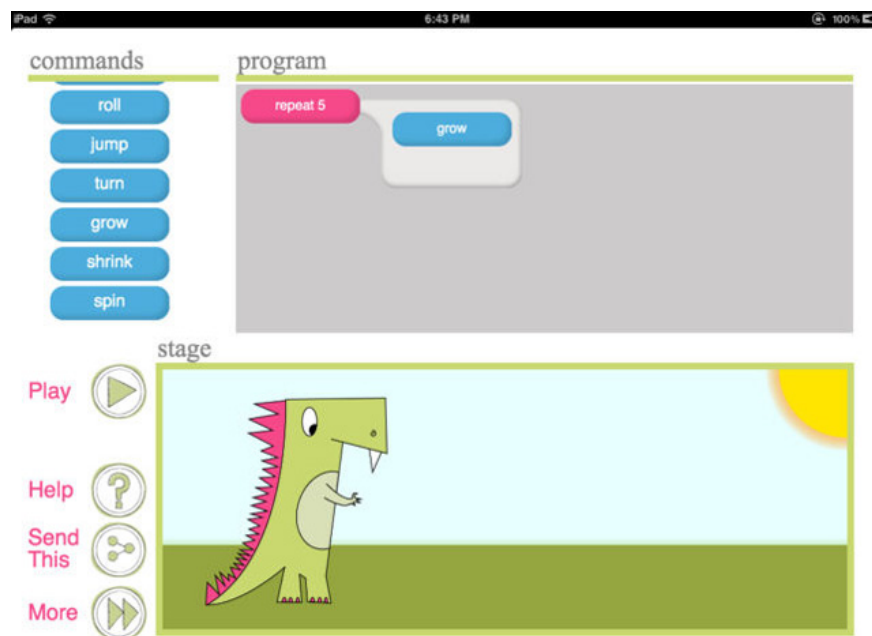 iPad 6:43 PM 100%
commands program
repeat 5
roll
grow
jump
turn
grow
shrink
spin
stage
Play
Help
Send
This
More